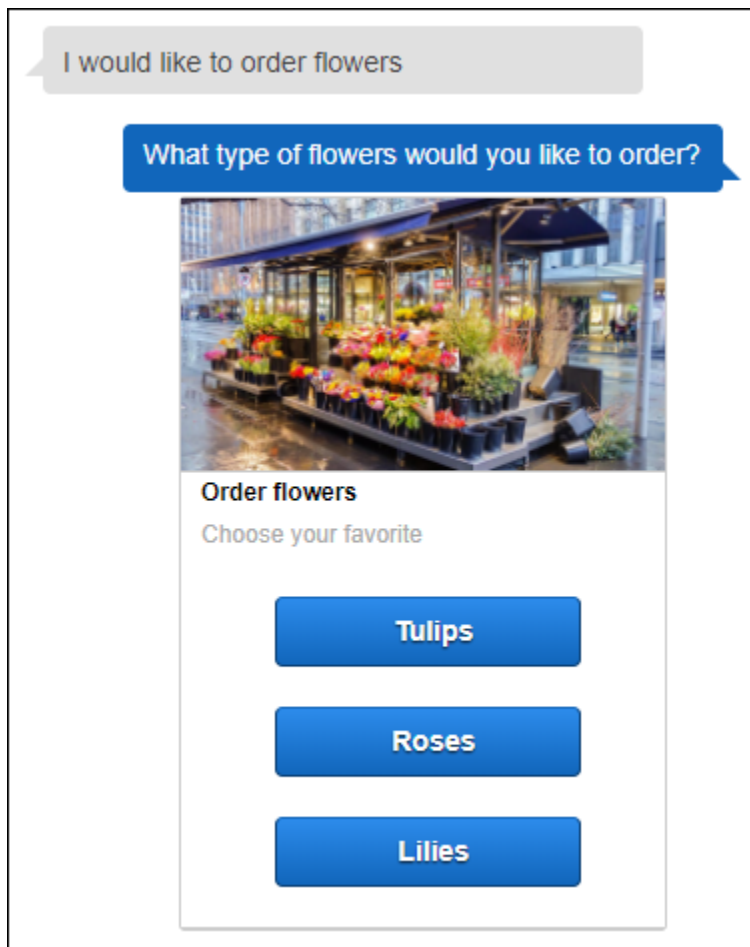 I would like to order flowers
What type of flowers would you like to order?
Order flowers
Choose your favorite
Tulips
Roses
Lilies